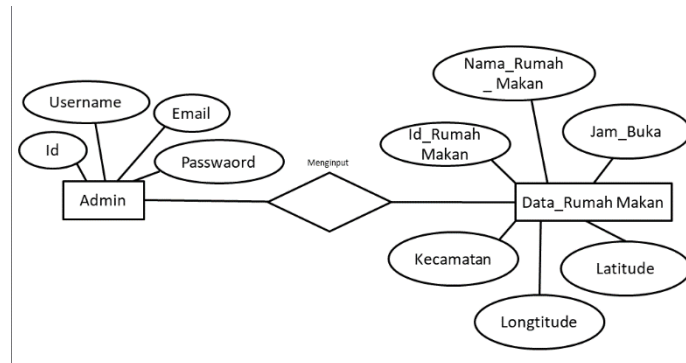 Nama_Rumah
_ Makan
Username
Email
Id_Rumah
Makan
Jam_Buka
Id
Passwaord
Menginput
Admin
Data_Rumah Makan
Kecamatan
Latitude
Longtitude